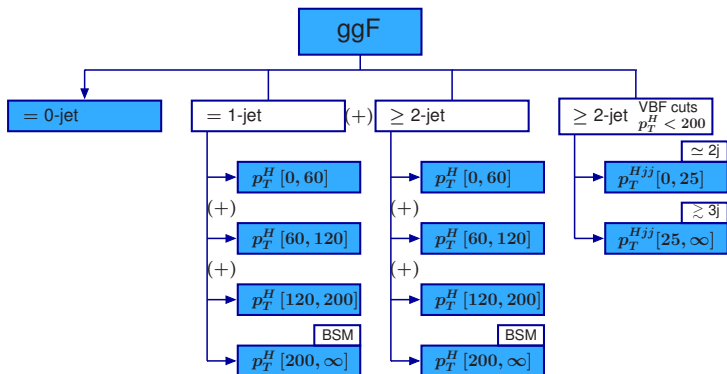 ggF
= 0-jet
= 1-jet
(+)
≥ 2-jet
≥ 2-jet VBF cuts
p_T^H < 200
≃ 2j
p_T^H [0, 60]
p_T^H [0, 60]
p_T^{Hjj} [0, 25]
(+)
(+)
≳ 3j
p_T^H [60, 120]
p_T^H [60, 120]
p_T^{Hjj} [25, ∞]
(+)
(+)
p_T^H [120, 200]
p_T^H [120, 200]
BSM
BSM
p_T^H [200, ∞]
p_T^H [200, ∞]